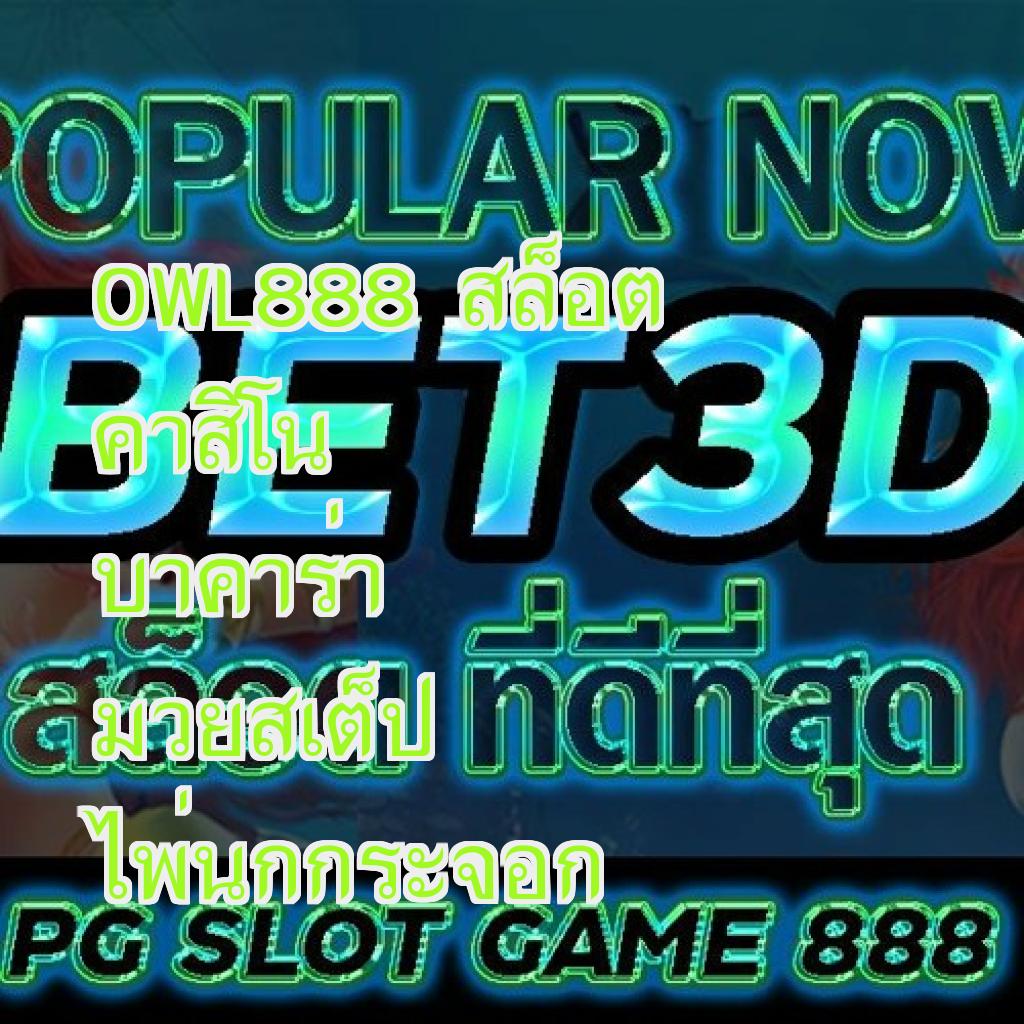 POPULAR NOW
OWL888 สล็อต
BET3D
คาสิโน
บาคาร่า
สล็อต ที่ดีที่สุด
มวยสเต็ป
ไพ่นกกระจอก
PG SLOT GAME 888